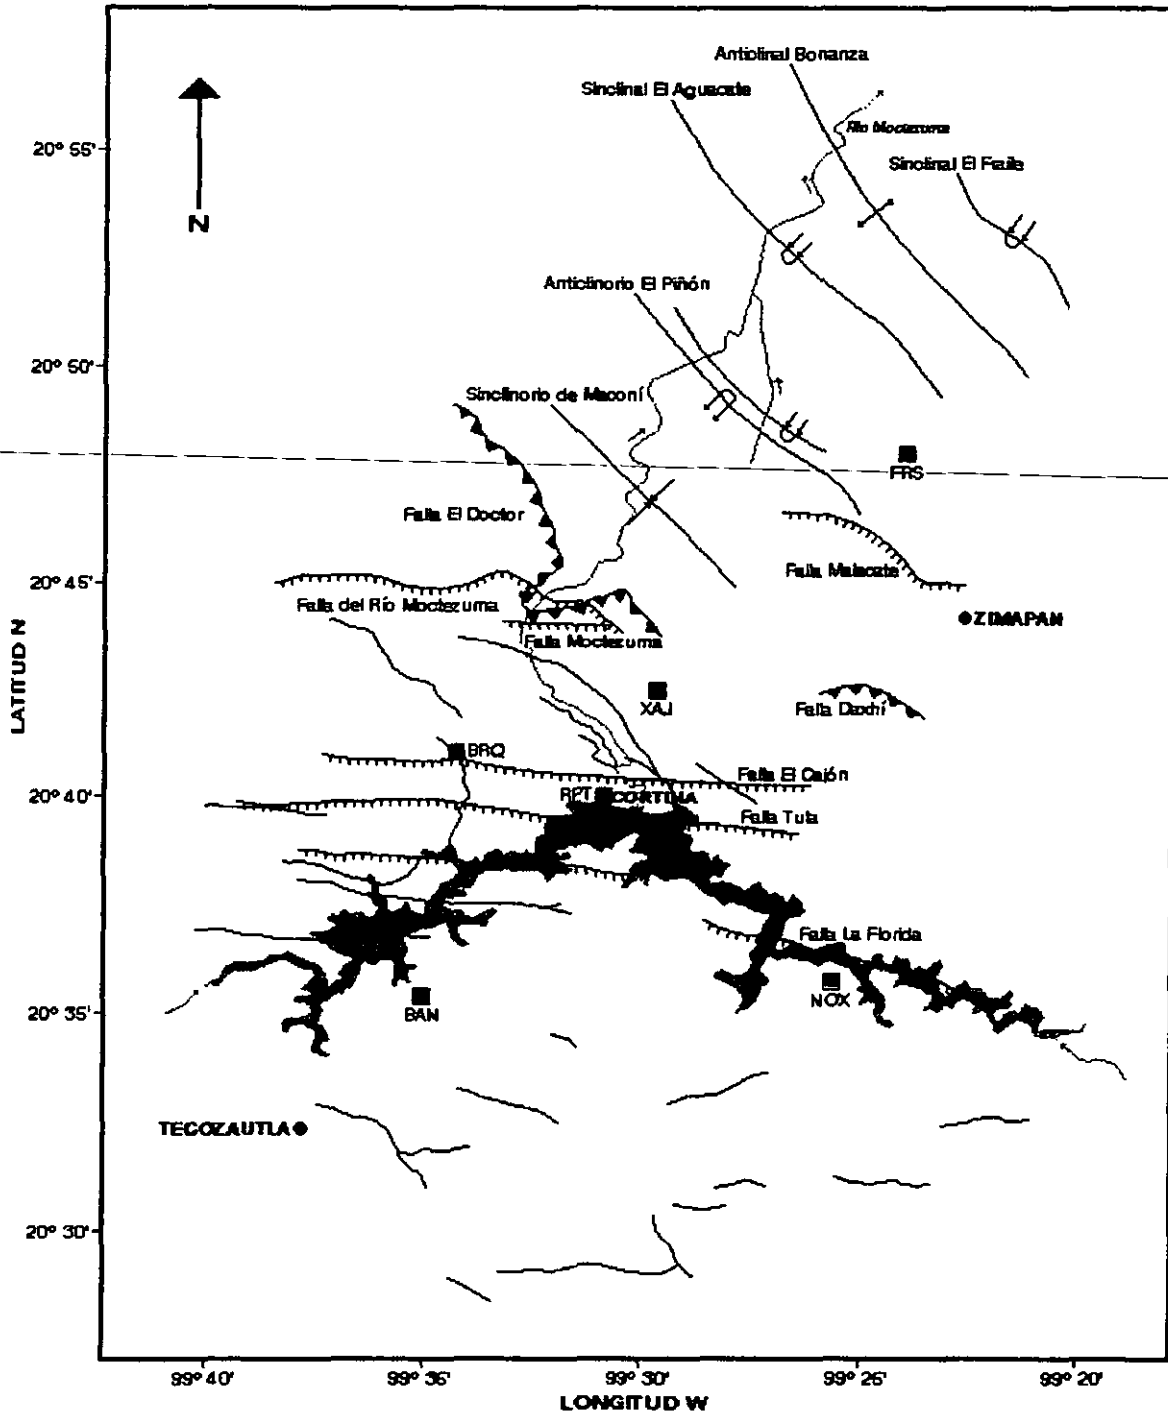 Anticlinal Bonanza
Sinclinal El Aguacate
Río Moctezuma
20° 55'
Sinclinal El Fraile
N
Anticlinorio El Piñón
20° 50'
Sinclinorio de Maconí
FRS
Falla El Doctor
Falla Malacate
20° 45'
Falla del Río Moctezuma
ZIMAPAN
Falla Moctezuma
LATITUD N
XAJ
Falla Daxhí
BRQ
Falla El Cajón
20° 40'
RPT
CORTINA
Falla Tula
Falla La Florida
NOX
20° 35'
BAN
TECOZAUTLA
20° 30'
99° 40'
99° 36'
99° 30'
99° 26'
99° 20'
LONGITUD W